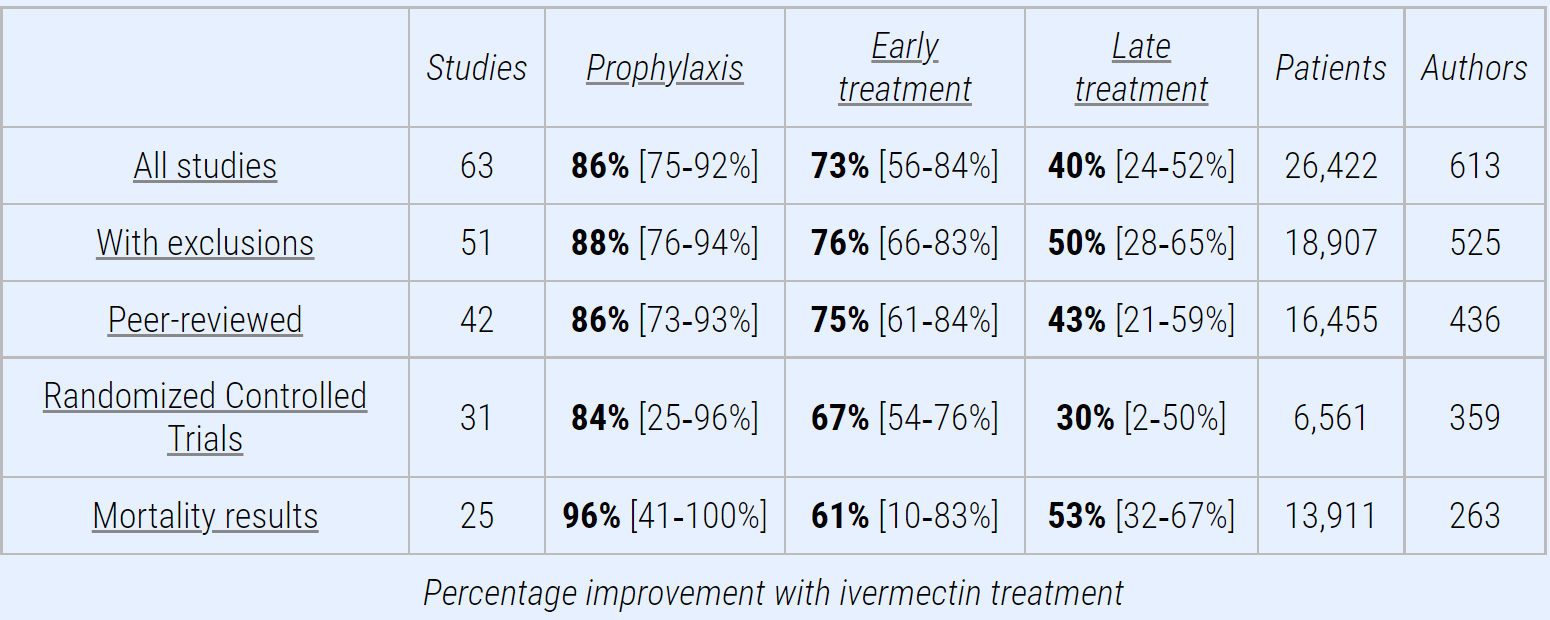 Studies Prophylaxis Early treatment Late treatment Patients Authors
All studies 63 86% [75-92%] 73% [56-84%] 40% [24-52%] 26,422 613
With exclusions 51 88% [76-94%] 76% [66-83%] 50% [28-65%] 18,907 525
Peer-reviewed 42 86% [73-93%] 75% [61-84%] 43% [21-59%] 16,455 436
Randomized Controlled Trials 31 84% [25-96%] 67% [54-76%] 30% [2-50%] 6,561 359
Mortality results 25 96% [41-100%] 61% [10-83%] 53% [32-67%] 13,911 263
Percentage improvement with ivermectin treatment